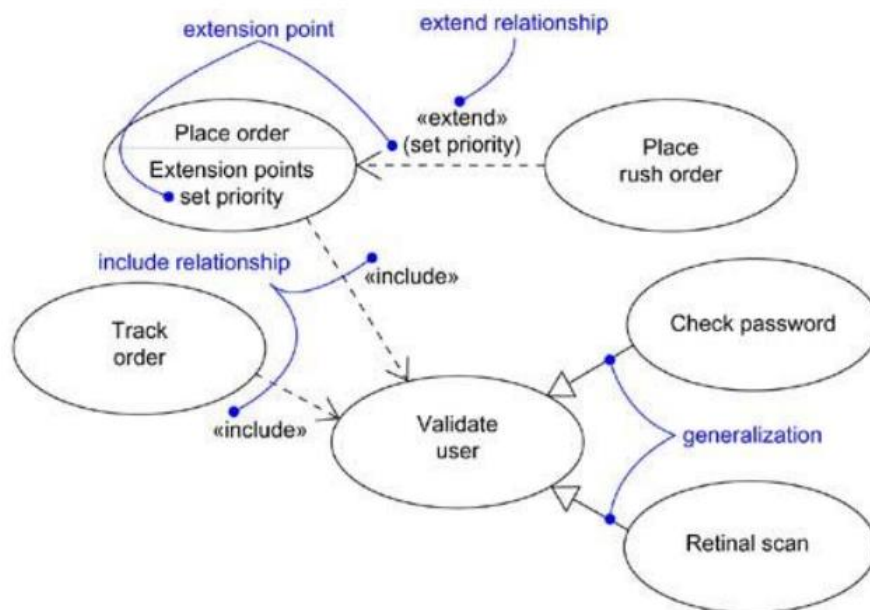 extension point
extend relationship
«extend»
(set priority)
Place order
Extension points
set priority
Place
rush order
include relationship
«include»
Track
order
Check password
«include»
Validate
user
generalization
Retinal scan